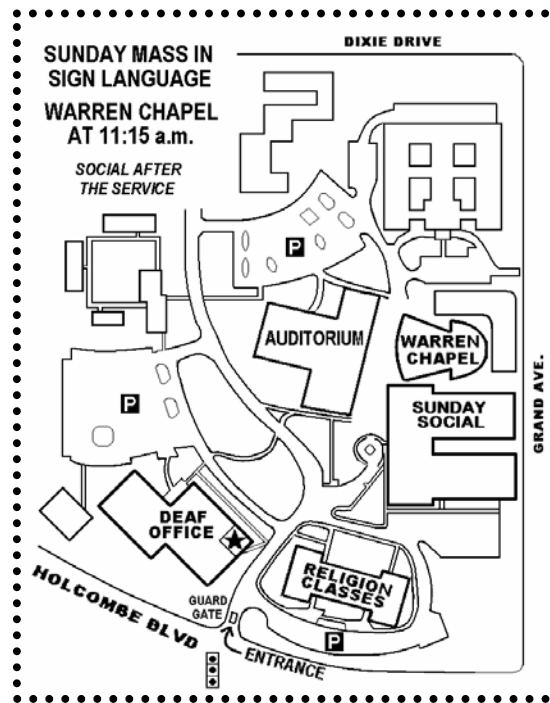 SUNDAY MASS IN
SIGN LANGUAGE
WARREN CHAPEL
AT 11:15 a.m.
SOCIAL AFTER
THE SERVICE
DIXIE DRIVE
P
AUDITORIUM
WARREN
CHAPEL
GRAND AVE.
P
SUNDAY
SOCIAL
DEAF
OFFICE
RELIGION
CLASSES
HOLCOMBE BLVD
GUARD
GATE
P
ENTRANCE